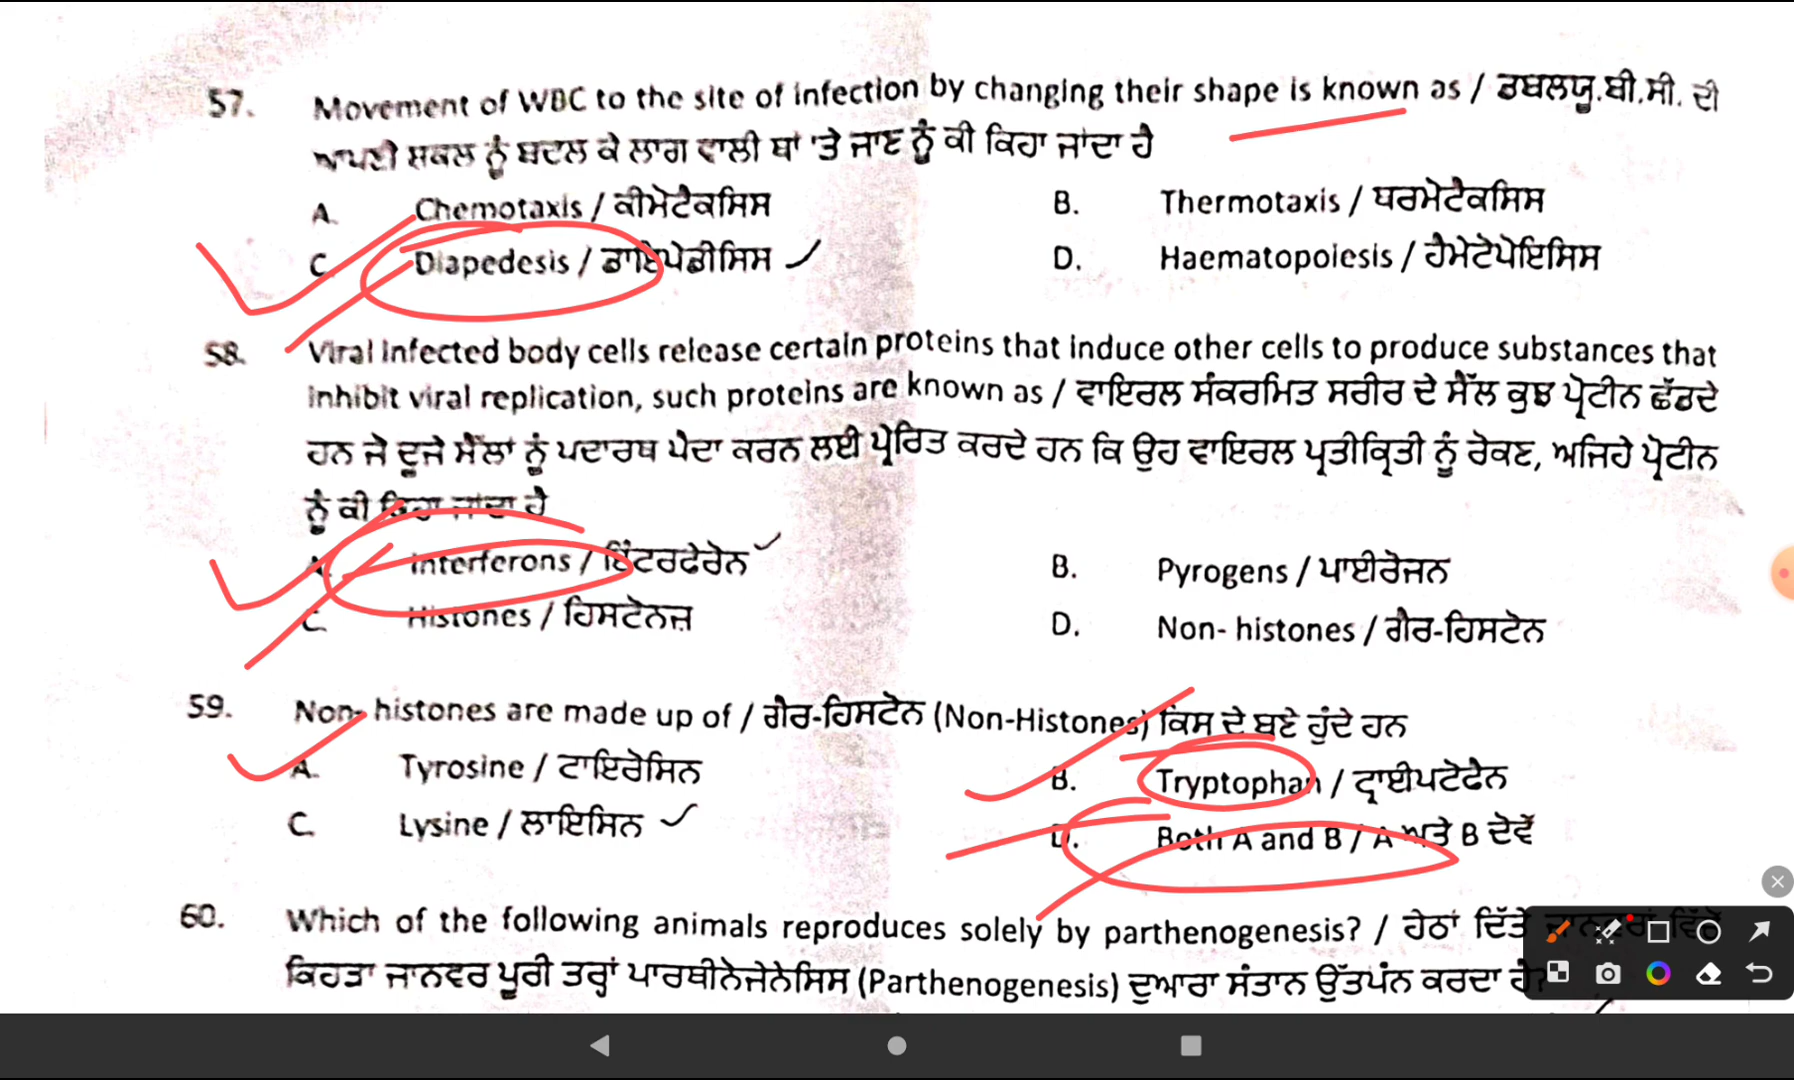 57. Movement of WBC to the site of infection by changing their shape is known as / ਡਬਲਯੂ.ਬੀ.ਸੀ. ਦੀ
ਆਪਣੀ ਸ਼ਕਲ ਨੂੰ ਬਦਲ ਕੇ ਲਾਗ ਵਾਲੀ ਥਾਂ 'ਤੇ ਜਾਣ ਨੂੰ ਕੀ ਕਿਹਾ ਜਾਂਦਾ ਹੈ
A. Chemotaxis / ਕੀਮੋਟੈਕਸਿਸ B. Thermotaxis / ਥਰਮੋਟੈਕਸਿਸ
C. Diapedesis / ਡਾਇਪੇਡੀਸਿਸ D. Haematopoiesis / ਹੈਮੇਟੋਪੋਇਸਿਸ
58. Viral infected body cells release certain proteins that induce other cells to produce substances that
inhibit viral replication, such proteins are known as / ਵਾਇਰਲ ਸੰਕਰਮਿਤ ਸਰੀਰ ਦੇ ਸੈੱਲ ਕੁਝ ਪ੍ਰੋਟੀਨ ਛੱਡਦੇ
ਹਨ ਜੋ ਦੂਜੇ ਸੈੱਲਾਂ ਨੂੰ ਪਦਾਰਥ ਪੈਦਾ ਕਰਨ ਲਈ ਪ੍ਰੇਰਿਤ ਕਰਦੇ ਹਨ ਕਿ ਉਹ ਵਾਇਰਲ ਪ੍ਰਤੀਕ੍ਰਿਤੀ ਨੂੰ ਰੋਕਣ, ਅਜਿਹੇ ਪ੍ਰੋਟੀਨ
ਨੂੰ ਕੀ ਕਿਹਾ ਜਾਂਦਾ ਹੈ
A. Interferons / ਇੰਟਰਫੇਰੋਨ B. Pyrogens / ਪਾਈਰੋਜਨ
C. Histones / ਹਿਸਟੋਨਜ਼ D. Non- histones / ਗੈਰ-ਹਿਸਟੋਨ
59. Non- histones are made up of / ਗੈਰ-ਹਿਸਟੋਨ (Non-Histones) ਕਿਸ ਦੇ ਬਣੇ ਹੁੰਦੇ ਹਨ
A. Tyrosine / ਟਾਇਰੋਸਿਨ B. Tryptophan / ਟ੍ਰਾਈਪਟੋਫੈਨ
C. Lysine / ਲਾਇਸਿਨ D. Both A and B / A ਅਤੇ B ਦੋਵੇਂ
60. Which of the following animals reproduces solely by parthenogenesis? / ਹੇਠਾਂ ਦਿੱਤੇ ਜਾਨਵਰਾਂ ਵਿੱਚੋਂ
ਕਿਹੜਾ ਜਾਨਵਰ ਪੂਰੀ ਤਰ੍ਹਾਂ ਪਾਰਥੀਨੋਜੇਨੇਸਿਸ (Parthenogenesis) ਦੁਆਰਾ ਸੰਤਾਨ ਉੱਤਪੰਨ ਕਰਦਾ ਹੈ?